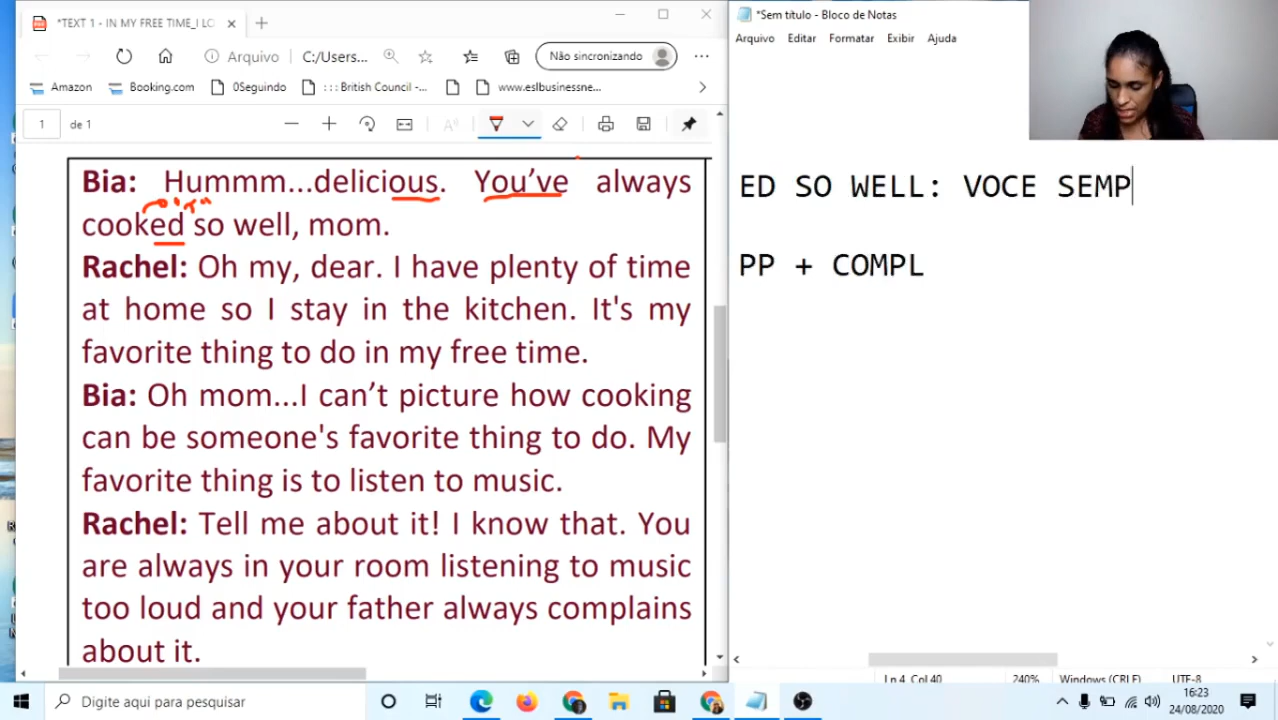 *TEXT 1 - IN MY FREE TIME_I LO
*Sem título - Bloco de Notas
Arquivo
C:/Users...
Não sincronizando
Arquivo Editar Formatar Exibir Ajuda
Amazon
Booking.com
0Seguindo
: : : British Council - ...
www.eslbusinessne...
1 de 1
Bia: Hummm...delicious. You've always
cooked so well, mom.
Rachel: Oh my, dear. I have plenty of time
at home so I stay in the kitchen. It's my
favorite thing to do in my free time.
Bia: Oh mom...I can't picture how cooking
can be someone's favorite thing to do. My
favorite thing is to listen to music.
Rachel: Tell me about it! I know that. You
are always in your room listening to music
too loud and your father always complains
about it.
ED SO WELL: VOCE SEMP
PP + COMPL
Ln 4, Col 40
240%
Windows (CRLF)
UTF-8
Digite aqui para pesquisar
16:23
24/08/2020